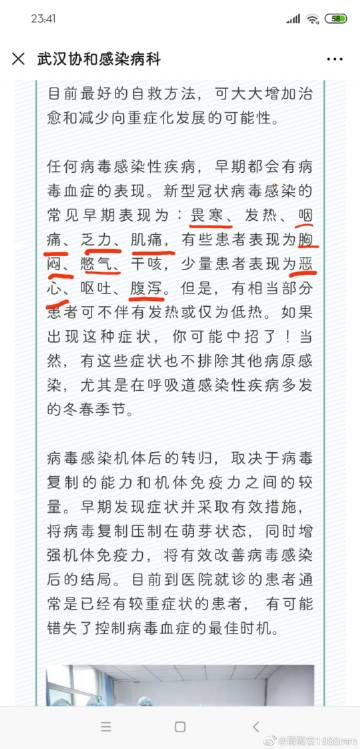 23:41
58
武汉协和感染病科
目前最好的自救方法，可大大增加治
愈和减少向重症化发展的可能性。
任何病毒感染性疾病，早期都会有病
毒血症的表现。新型冠状病毒感染的
常见早期表现为：畏寒、发热、咽
痛、乏力、肌痛，有些患者表现为胸
闷、憋气、干咳，少量患者表现为恶
心、呕吐、腹泻。但是，有相当部分
患者可不伴有发热或仅为低热。如果
出现这种症状，你可能中招了！当
然，有这些症状也不排除其他病原感
染，尤其是在呼吸道感染性疾病多发
的冬春季节。
病毒感染机体后的转归，取决于病毒
复制的能力和机体免疫力之间的较
量。早期发现症状并采取有效措施，
将病毒复制压制在萌芽状态，同时增
强机体免疫力，将有效改善病毒感染
后的结局。目前到医院就诊的患者通
常是已经有较重症状的患者，有可能
错失了控制病毒血症的最佳时机。